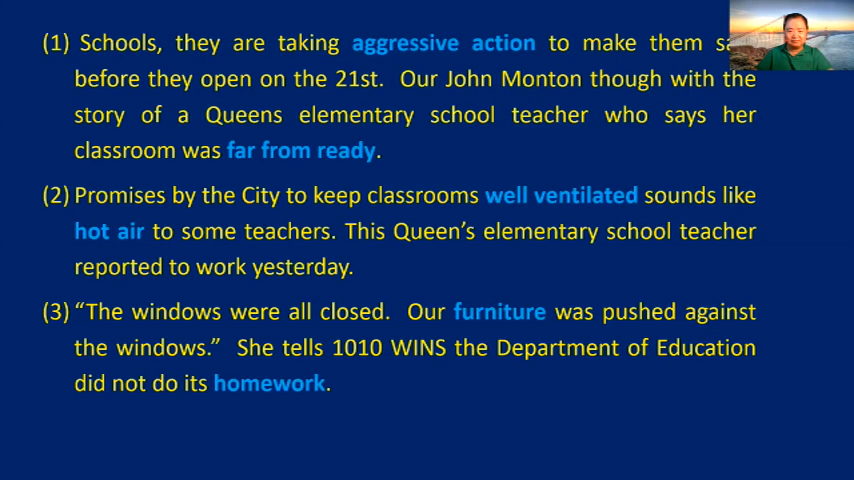 (1) Schools, they are taking aggressive action to make them
before they open on the 21st. Our John Monton though with the
story of a Queens elementary school teacher who says her
classroom was far from ready.
(2) Promises by the City to keep classrooms well ventilated sounds like
hot air to some teachers. This Queen’s elementary school teacher
reported to work yesterday.
(3) “The windows were all closed. Our furniture was pushed against
the windows.” She tells 1010 WINS the Department of Education
did not do its homework.